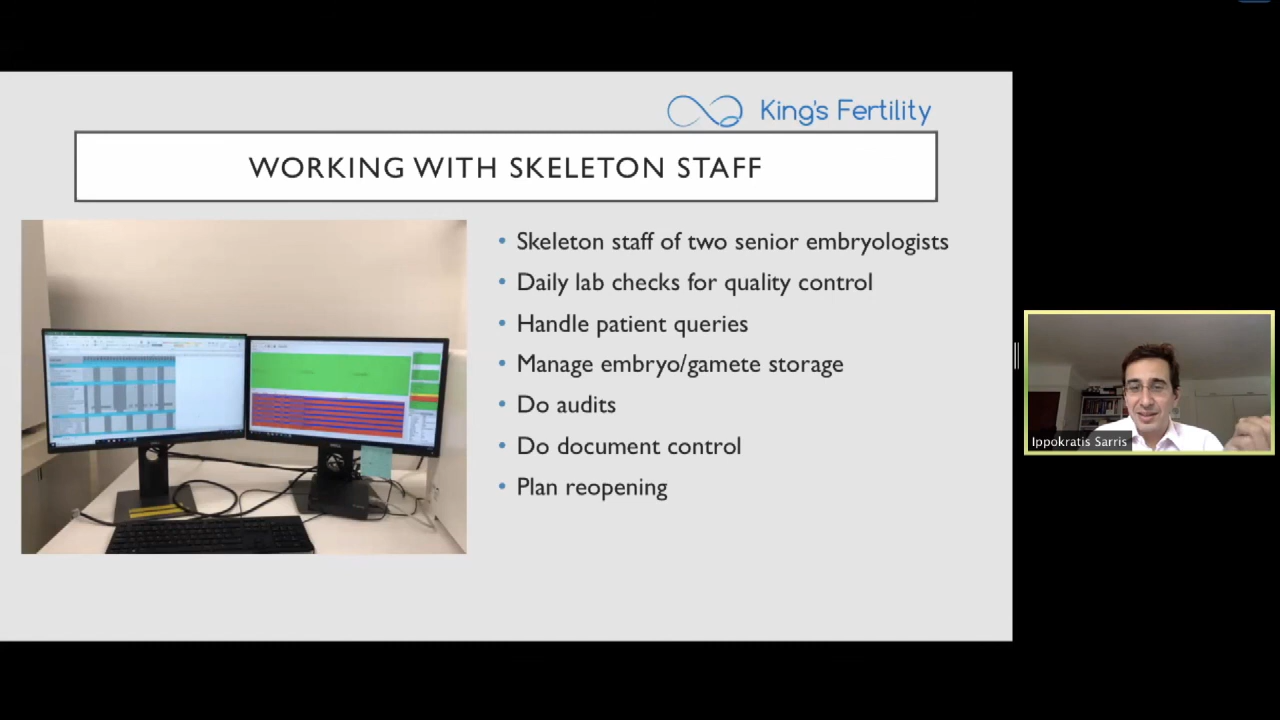 King's Fertility
WORKING WITH SKELETON STAFF
• Skeleton staff of two senior embryologists
• Daily lab checks for quality control
• Handle patient queries
• Manage embryo/gamete storage
• Do audits
• Do document control
• Plan reopening
Ippokratis Sarris